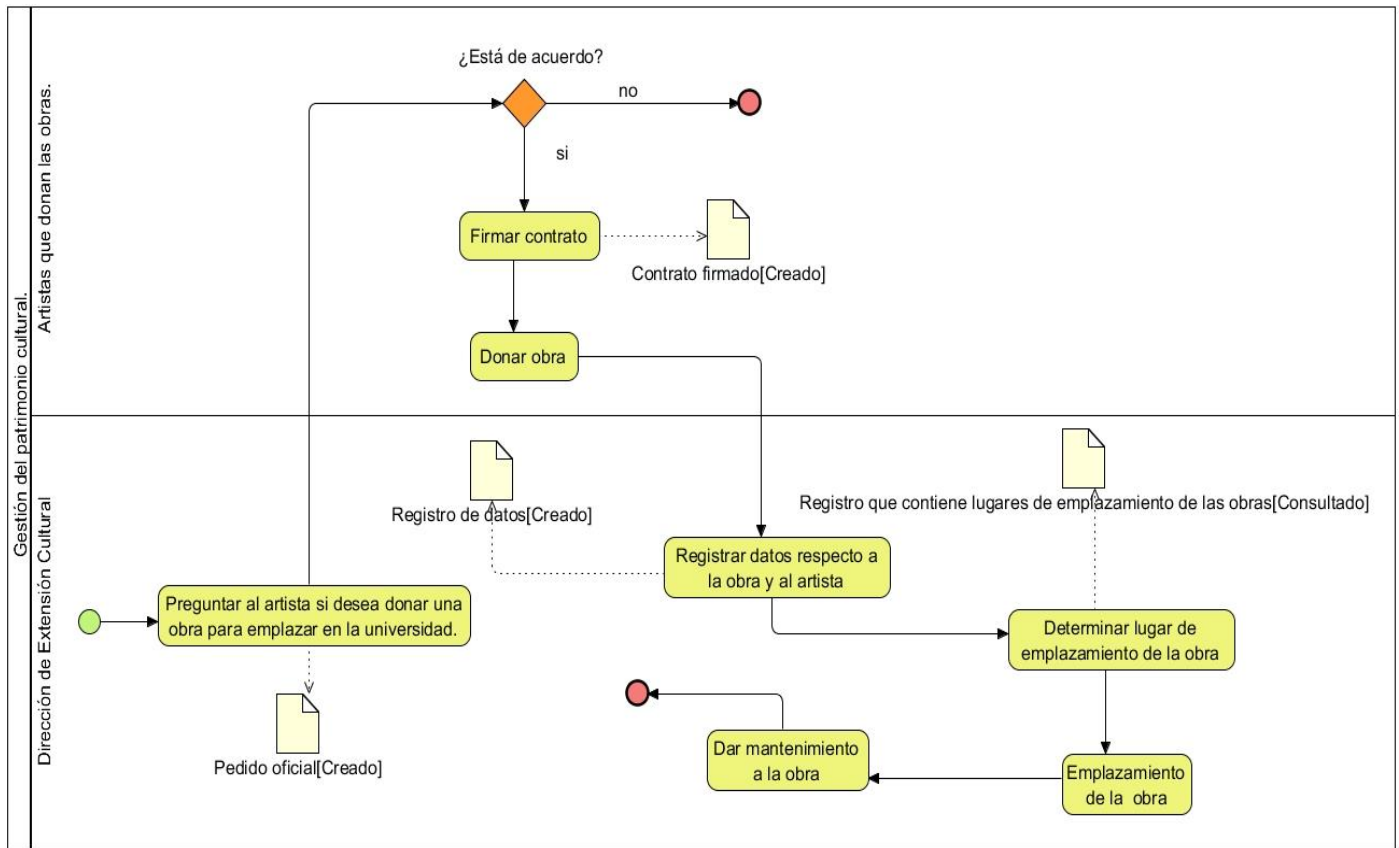 Gestión del patrimonio cultural.
Artistas que donan las obras.
¿Está de acuerdo?
no
si
Firmar contrato
Contrato firmado[Creado]
Donar obra
Dirección de Extensión Cultural
Registro de datos[Creado]
Registro que contiene lugares de emplazamiento de las obras[Consultado]
Registrar datos respecto a
la obra y al artista
Preguntar al artista si desea donar una
obra para emplazar en la universidad.
Determinar lugar de
emplazamiento de la obra
Pedido oficial[Creado]
Dar mantenimiento
a la obra
Emplazamiento
de la obra